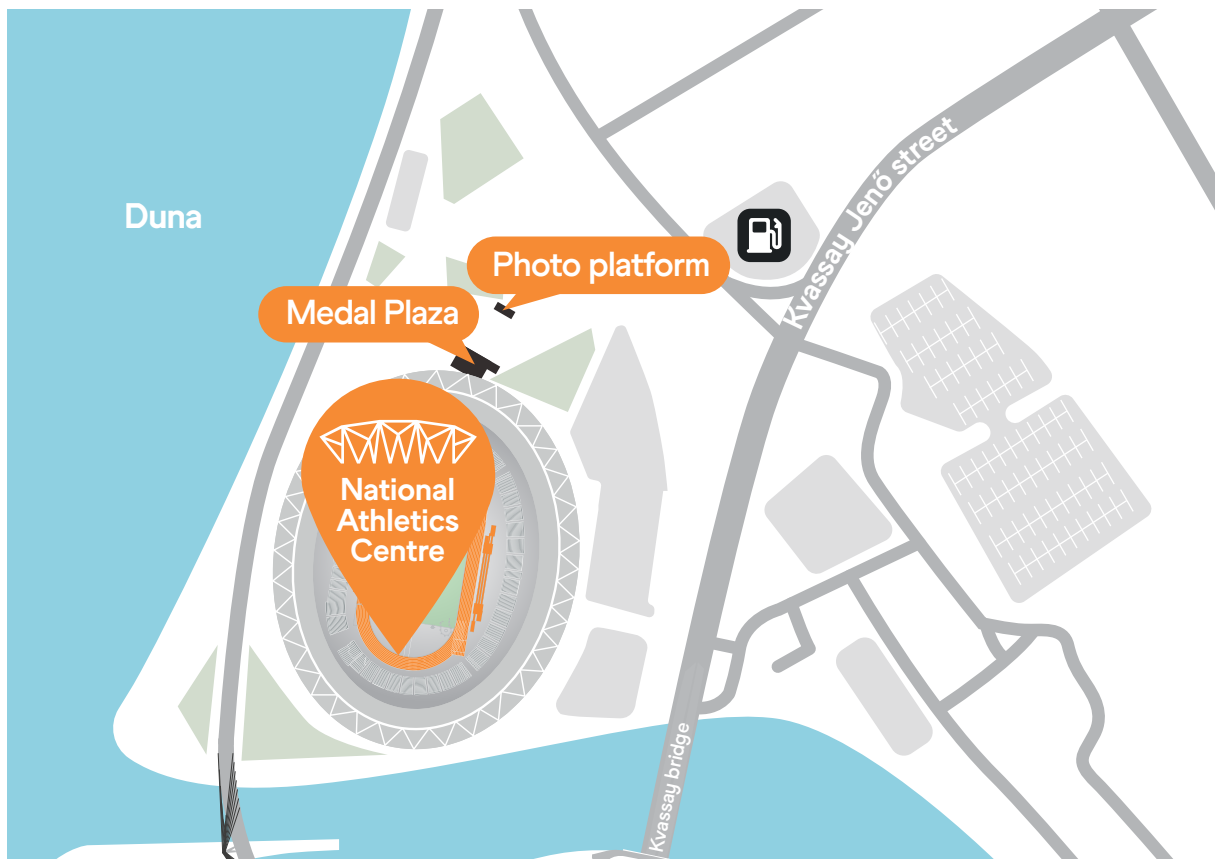 Duna
Kvassay Jenő street
Photo platform
Medal Plaza
National
Athletics
Centre
Kvassay bridge